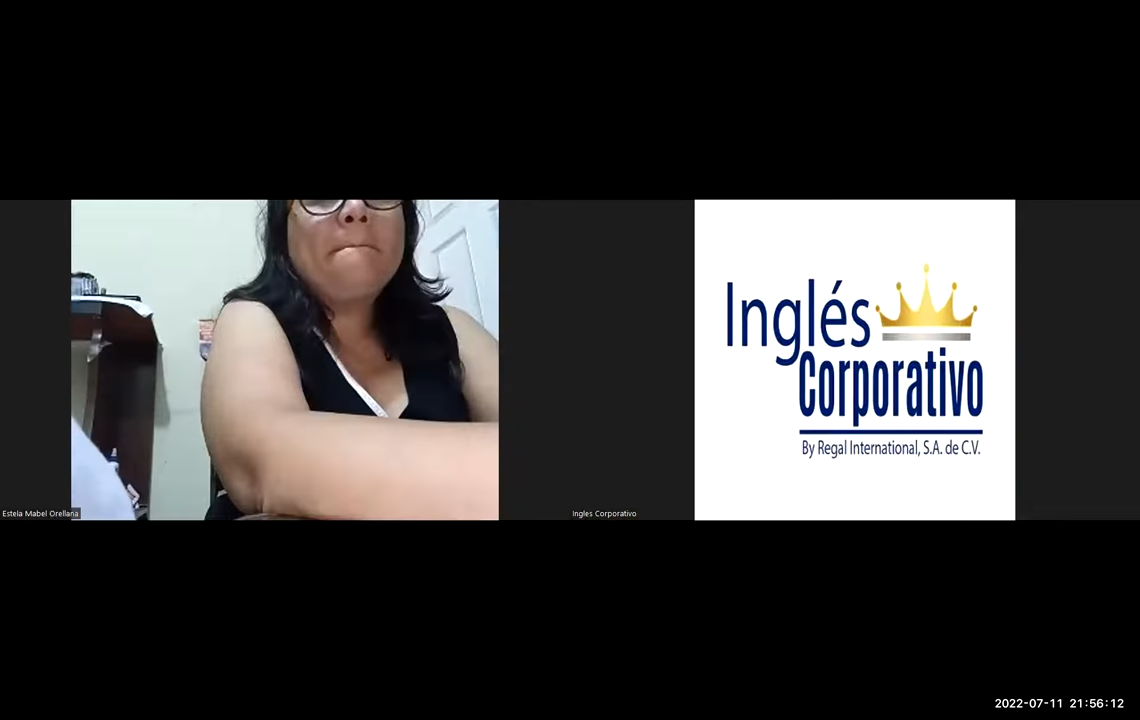 Inglés
Corporativo
By Regal International, S.A. de C.V.
Estela Mabel Orellana
Ingles Corporativo
2022-07-11 21:56:12